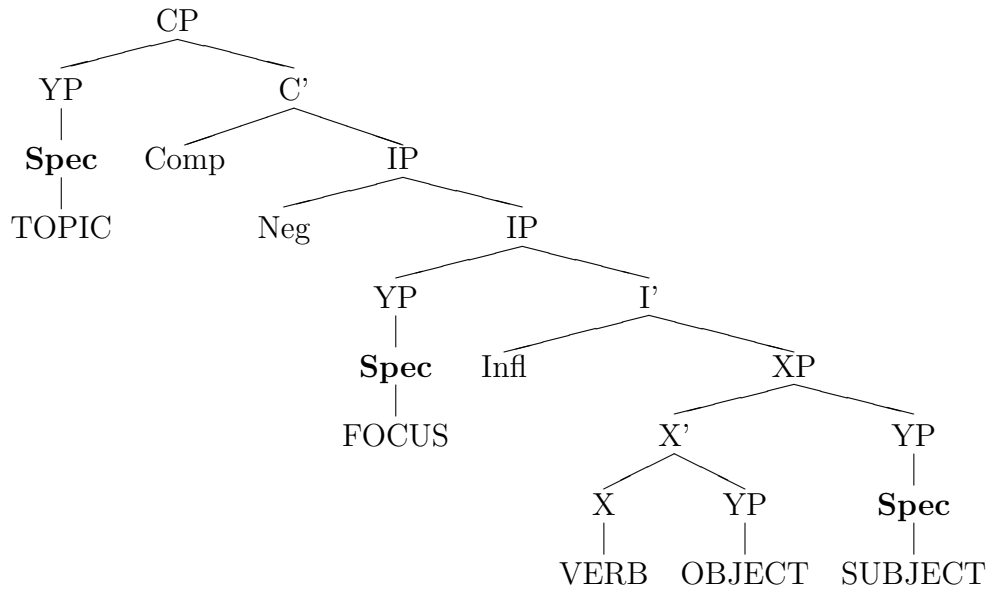 CP
YP C'
Spec Comp IP
TOPIC Neg IP
YP I'
Spec Infl XP
FOCUS X' YP
X YP Spec
VERB OBJECT SUBJECT